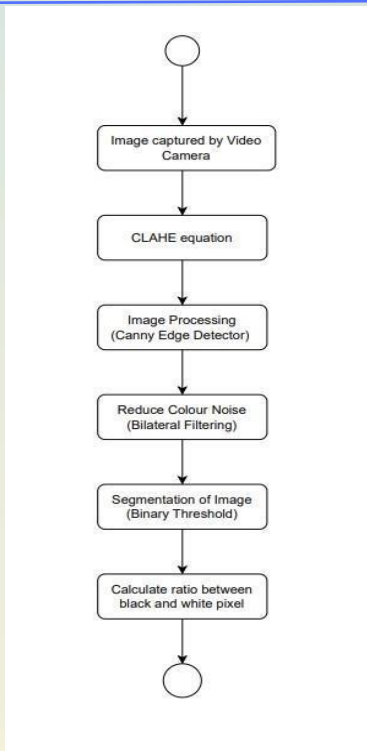 Image captured by Video
Camera
CLAHE equation
Image Processing
(Canny Edge Detector)
Reduce Colour Noise
(Bilateral Filtering)
Segmentation of Image
(Binary Threshold)
Calculate ratio between
black and white pixel